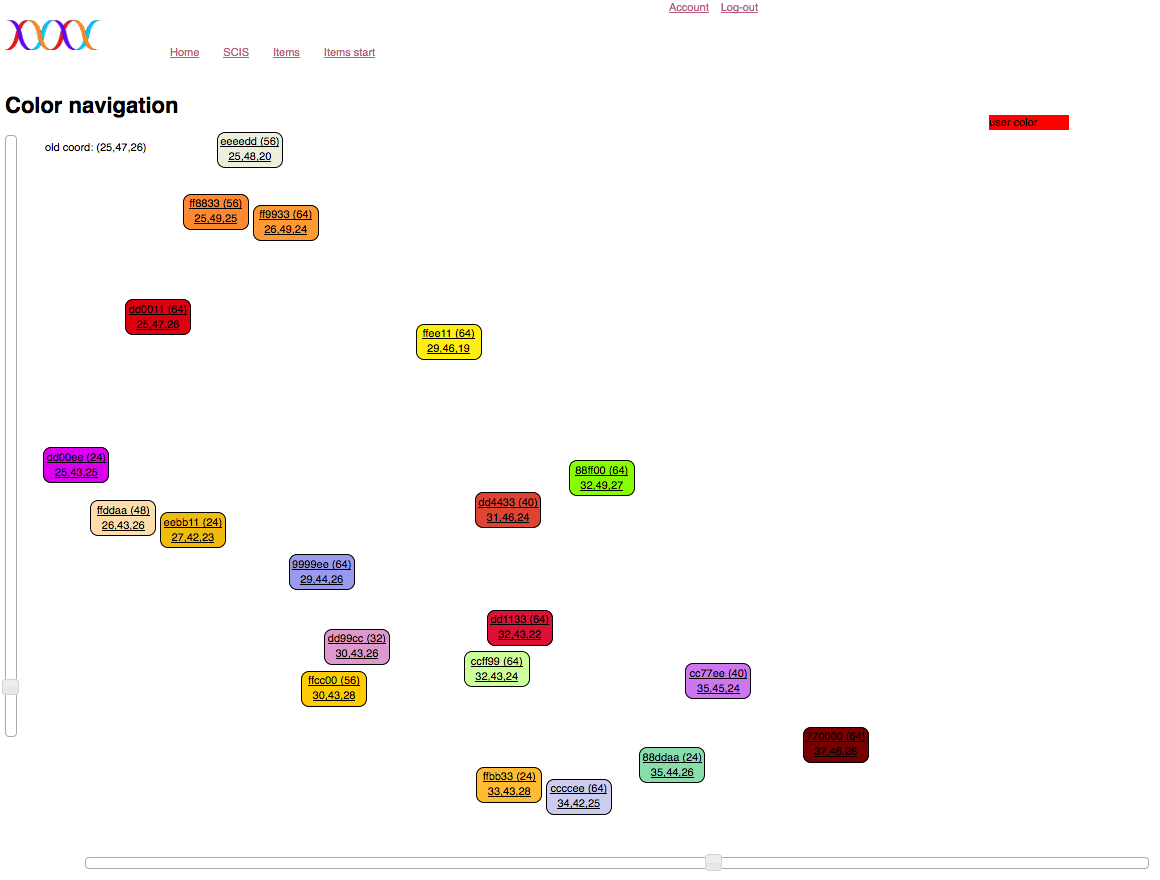 Account Log-out
Home SCIS Items Items start
Color navigation
user color
old coord: (25,47,26)
eeeedd (56)
25,48,20
ff8833 (56)
25,49,25
ff9933 (64)
26,49,24
dd0011 (64)
25,47,26
ffee11 (64)
29,46,19
dd00ee (24)
25,43,25
88ff00 (64)
32,49,27
dd4433 (40)
31,46,24
ffddaa (48)
26,43,26
eebb11 (24)
27,42,23
9999ee (64)
29,44,26
dd1133 (64)
32,43,22
dd99cc (32)
30,43,26
ccff99 (64)
32,43,24
ffcc00 (56)
30,43,28
cc77ee (40)
35,45,24
770000 (64)
37,46,26
88ddaa (24)
35,44,26
ffbb33 (24)
33,43,28
ccccee (64)
34,42,25